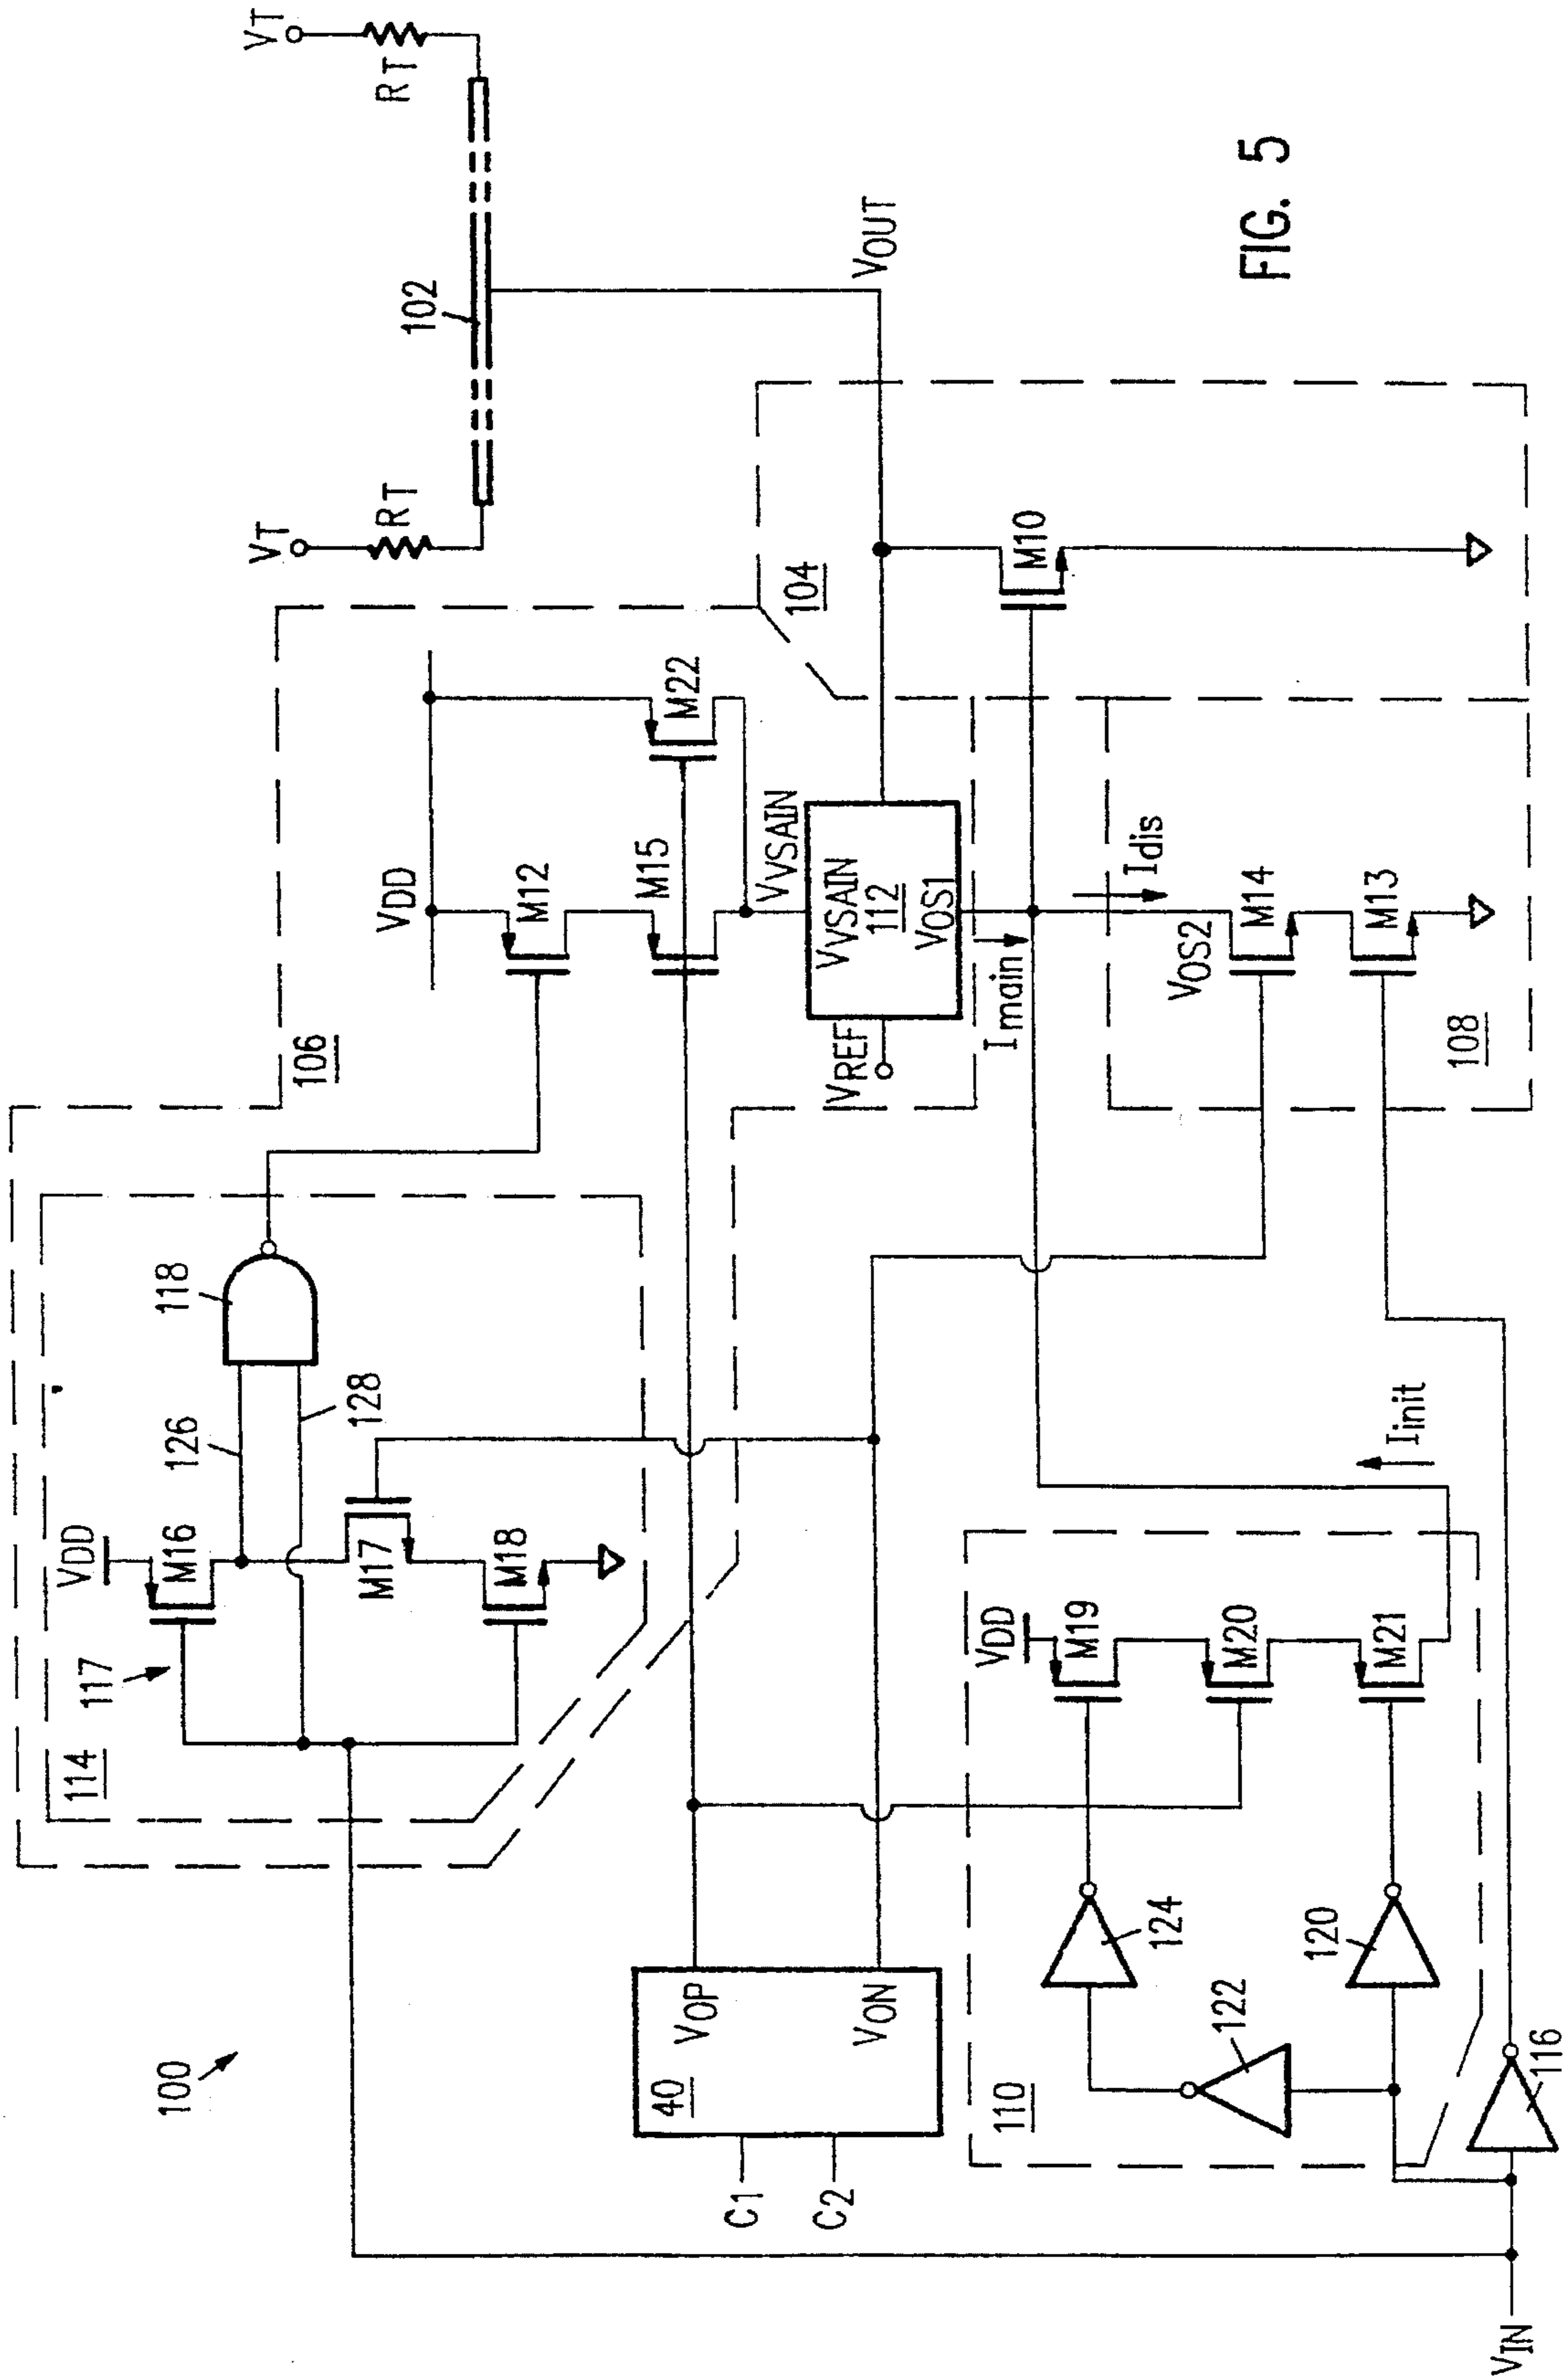 100
114
117
VDD
M16
126
128
118
M17
M18
106
VDD
M12
M15
M22
VVSAIN
VVSAIN
112
VOS1
VREF
Imain
Idis
104
M10
VT
RT
102
VT
RT
VOUT
C1
C2
40
VOP
VON
110
122
124
120
VDD
M19
M20
M21
Iinit
VOS2
M14
M13
108
VIN
116
FIG. 5